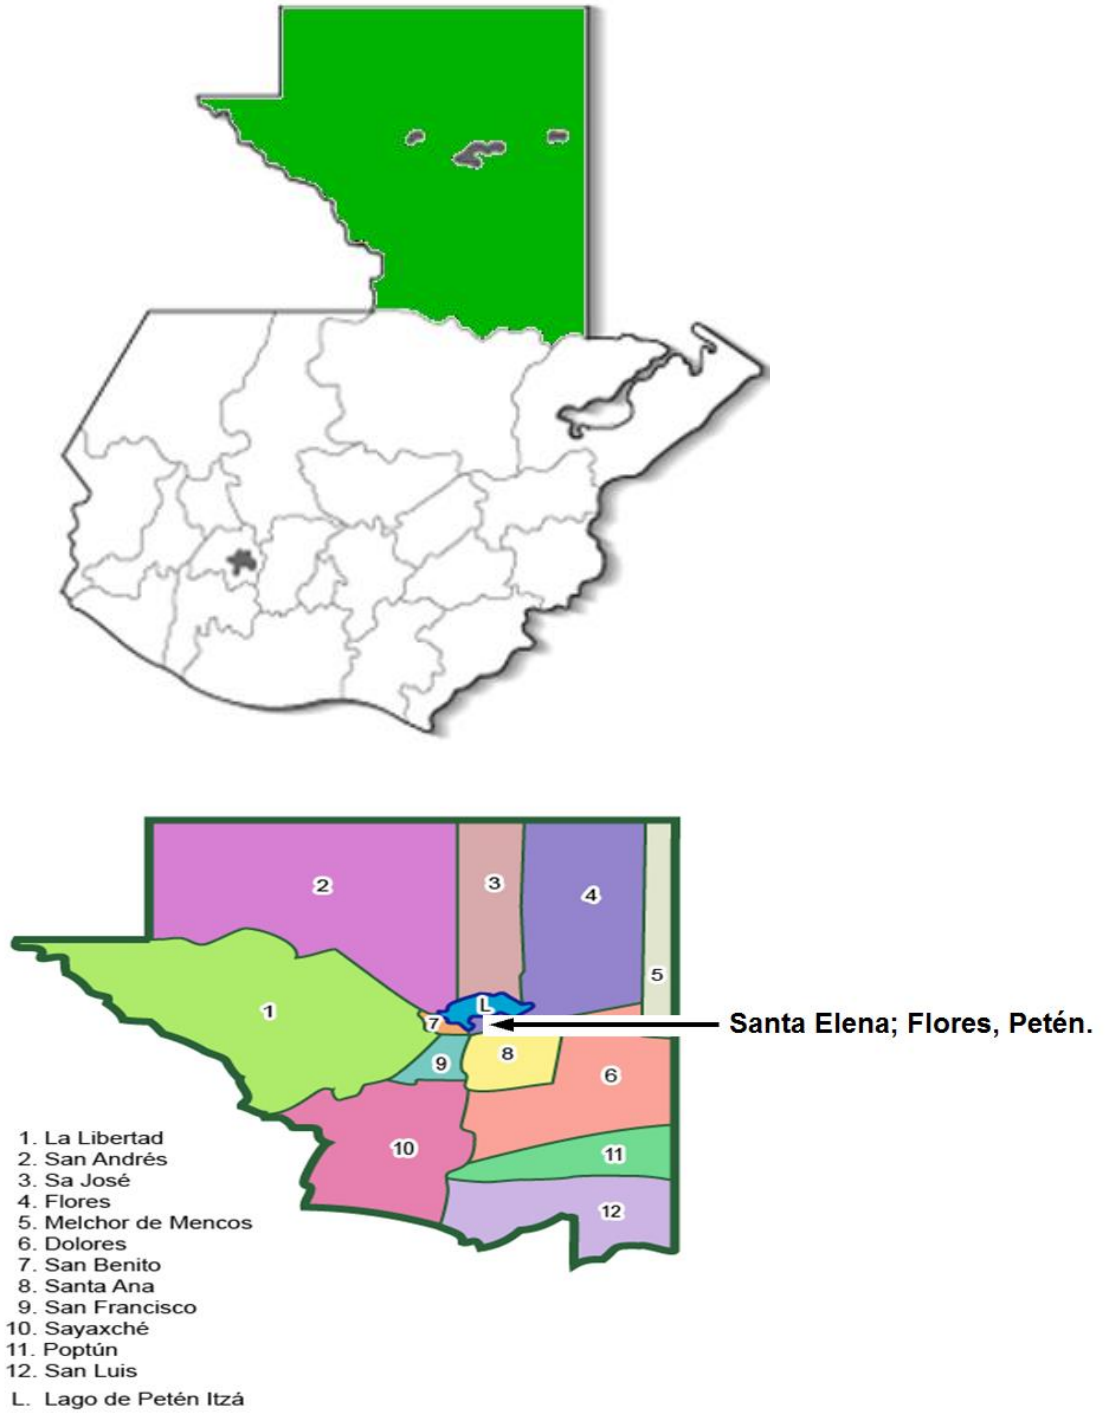 2
3
4
5
1
L
7
Santa Elena; Flores, Petén.
8
9
6
10
11
12
1. La Libertad
2. San Andrés
3. Sa José
4. Flores
5. Melchor de Mencos
6. Dolores
7. San Benito
8. Santa Ana
9. San Francisco
10. Sayaxché
11. Poptún
12. San Luis
L. Lago de Petén Itzá